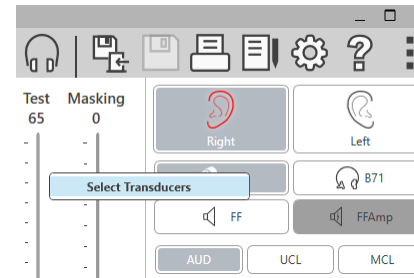 Test Masking
65 0
Right Left
Select Transducers
B71
FF FFAmp
AUD UCL MCL